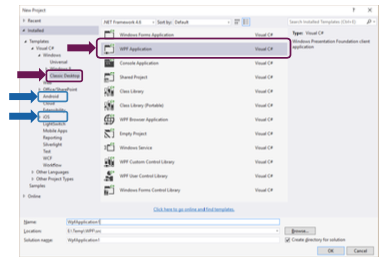 New Project
? ×
▷ Recent
.NET Framework 4.6
Sort by: Default
Search Installed Templates (Ctrl+E)
Installed
Templates
Visual C#
Windows
Universal
Classic Desktop
Web
Office/SharePoint
Android
Cloud
Extensibility
iOS
LightSwitch
Mobile Apps
Reporting
Silverlight
Test
WCF
Workflow
Other Languages
Other Project Types
Samples
Online
Windows Forms Application Visual C#
WPF Application Visual C#
Console Application Visual C#
Shared Project Visual C#
Class Library Visual C#
Class Library (Portable) Visual C#
WPF Browser Application Visual C#
Empty Project Visual C#
Windows Service Visual C#
WPF Custom Control Library Visual C#
WPF User Control Library Visual C#
Windows Forms Control Library Visual C#
Type: Visual C#
Windows Presentation Foundation client application
Click here to go online and find templates.
Name: WpfApplication1
Location: E:\Temp\WPF\src
Browse...
Solution name: WpfApplication1
Create directory for solution
OK Cancel